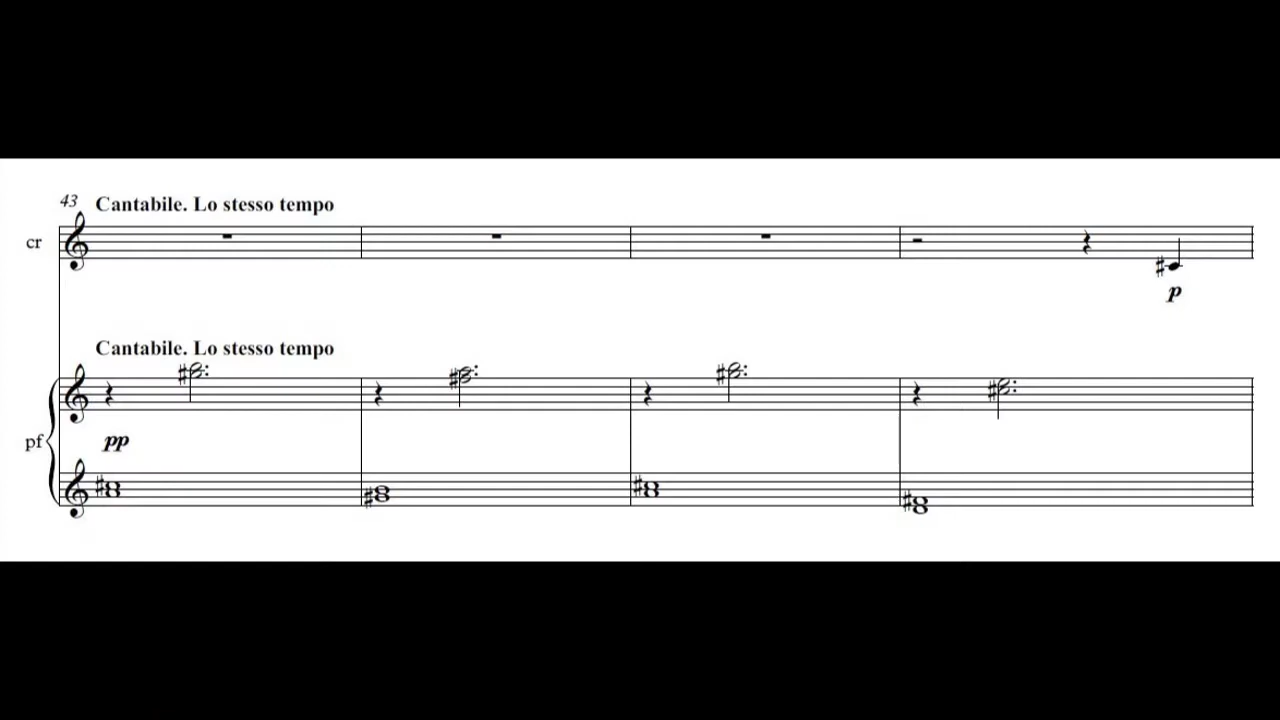 43 Cantabile. Lo stesso tempo
cr
p
Cantabile. Lo stesso tempo
pp
pf